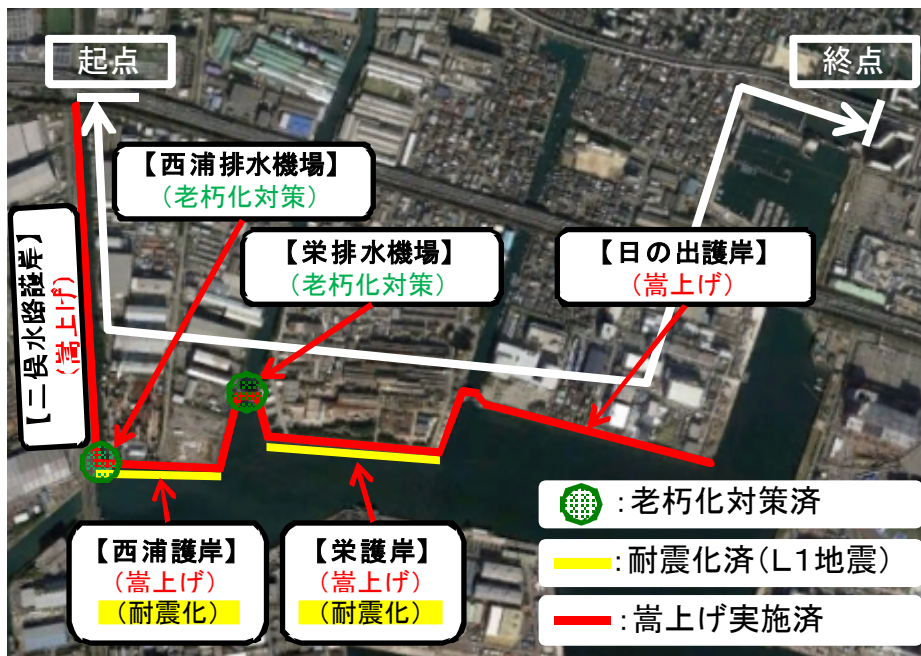 起点
終点
【西浦排水機場】
(老朽化対策)
【栄排水機場】
(老朽化対策)
【日の出護岸】
(嵩上げ)
【二俣水路護岸】
(嵩上げ)
【西浦護岸】
(嵩上げ)
(耐震化)
【栄護岸】
(嵩上げ)
(耐震化)
：老朽化対策済
：耐震化済(L1地震)
：嵩上げ実施済